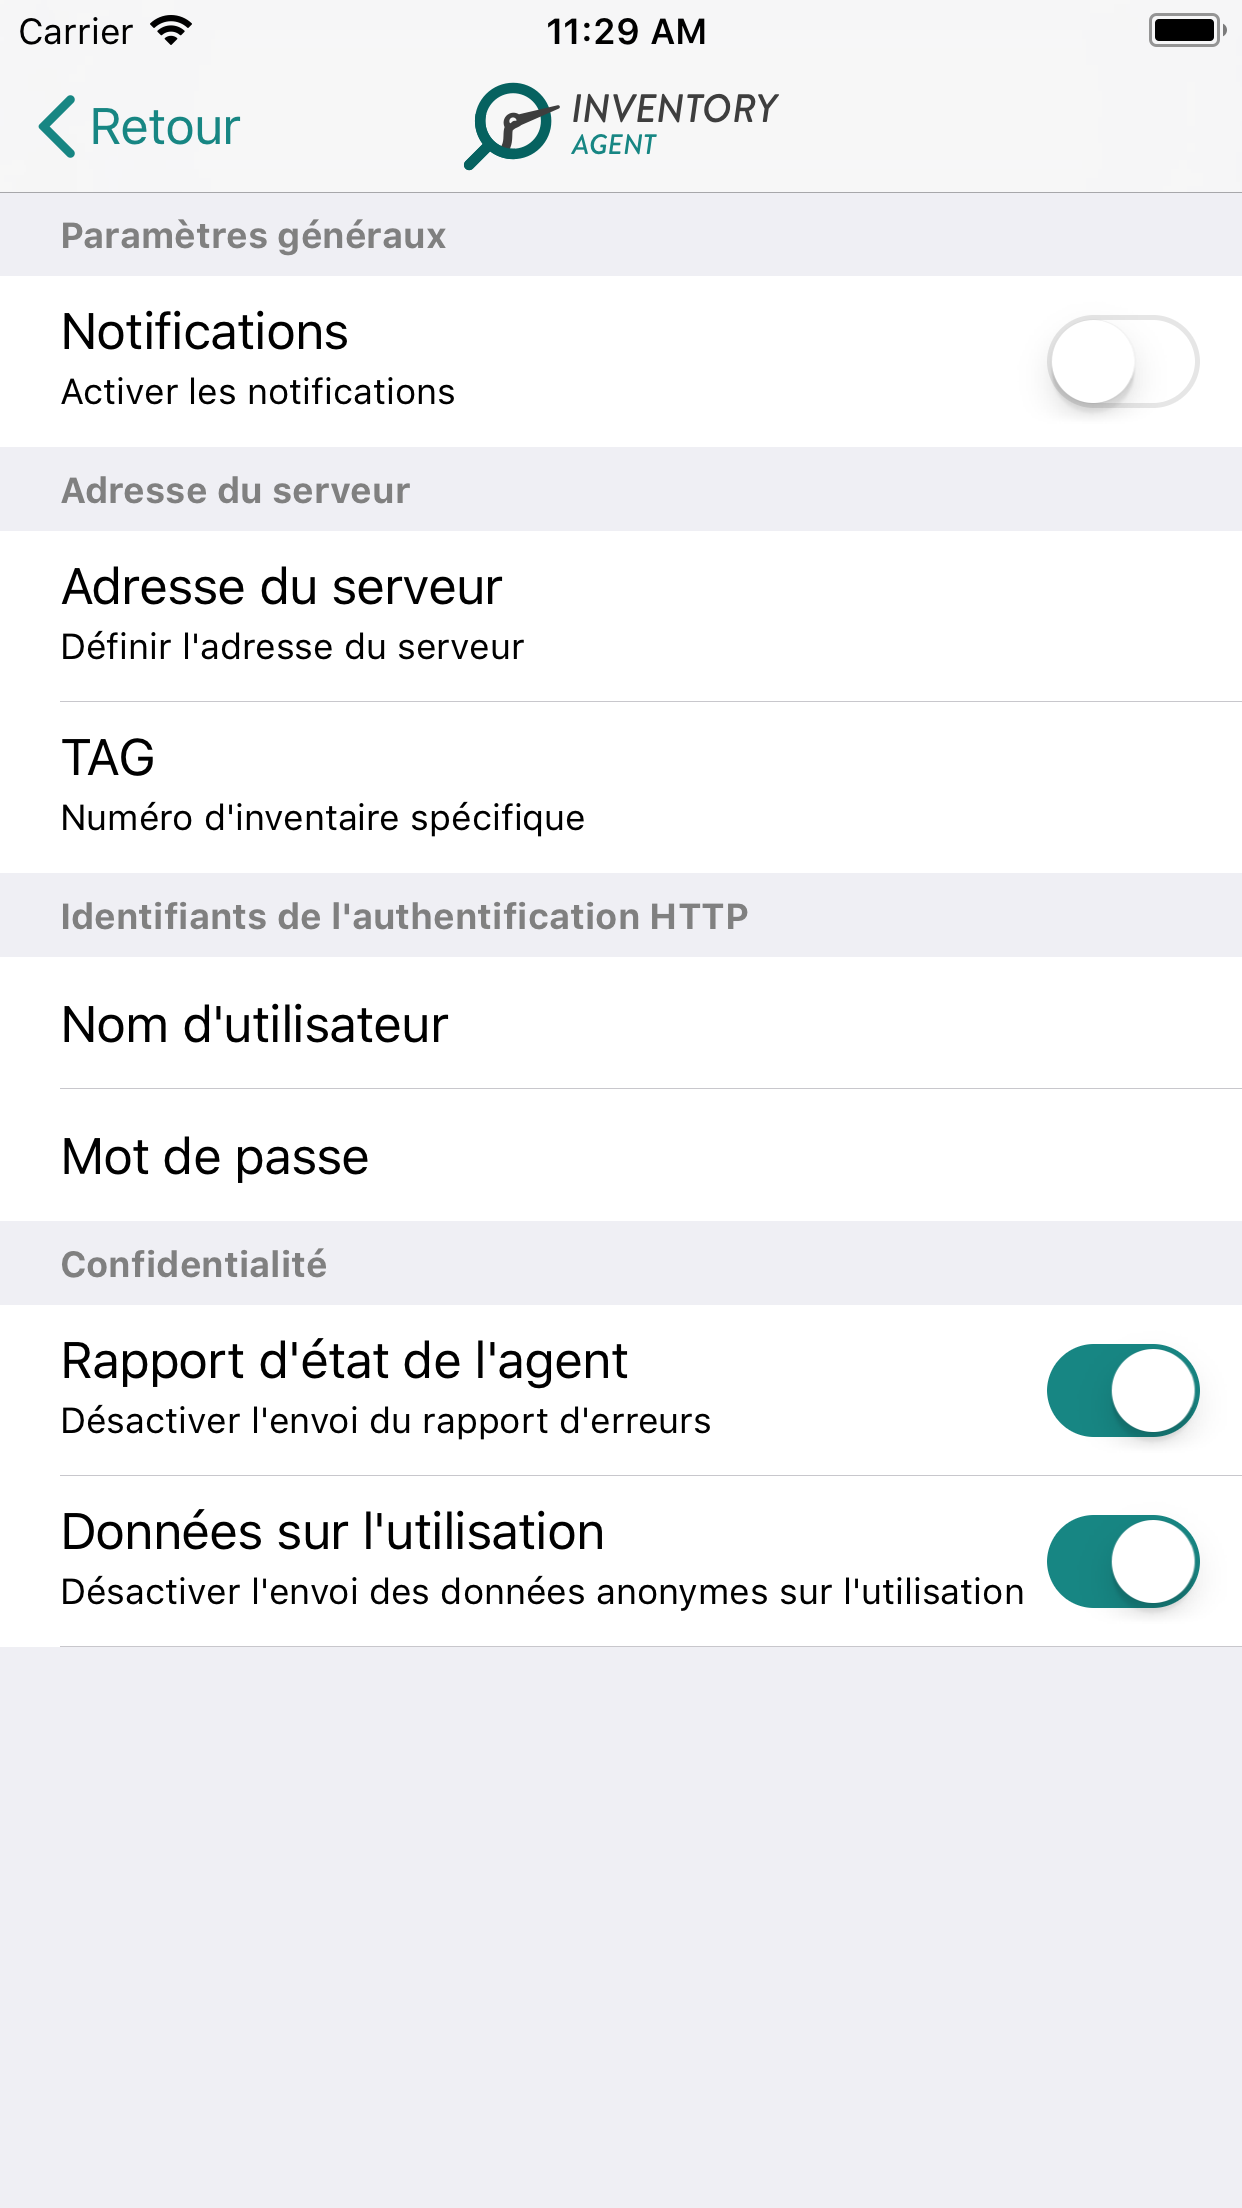 Carrier 11:29 AM
Retour
INVENTORY
AGENT
Paramètres généraux
Notifications
Activer les notifications
Adresse du serveur
Adresse du serveur
Définir l'adresse du serveur
TAG
Numéro d'inventaire spécifique
Identifiants de l'authentification HTTP
Nom d'utilisateur
Mot de passe
Confidentialité
Rapport d'état de l'agent
Désactiver l'envoi du rapport d'erreurs
Données sur l'utilisation
Désactiver l'envoi des données anonymes sur l'utilisation